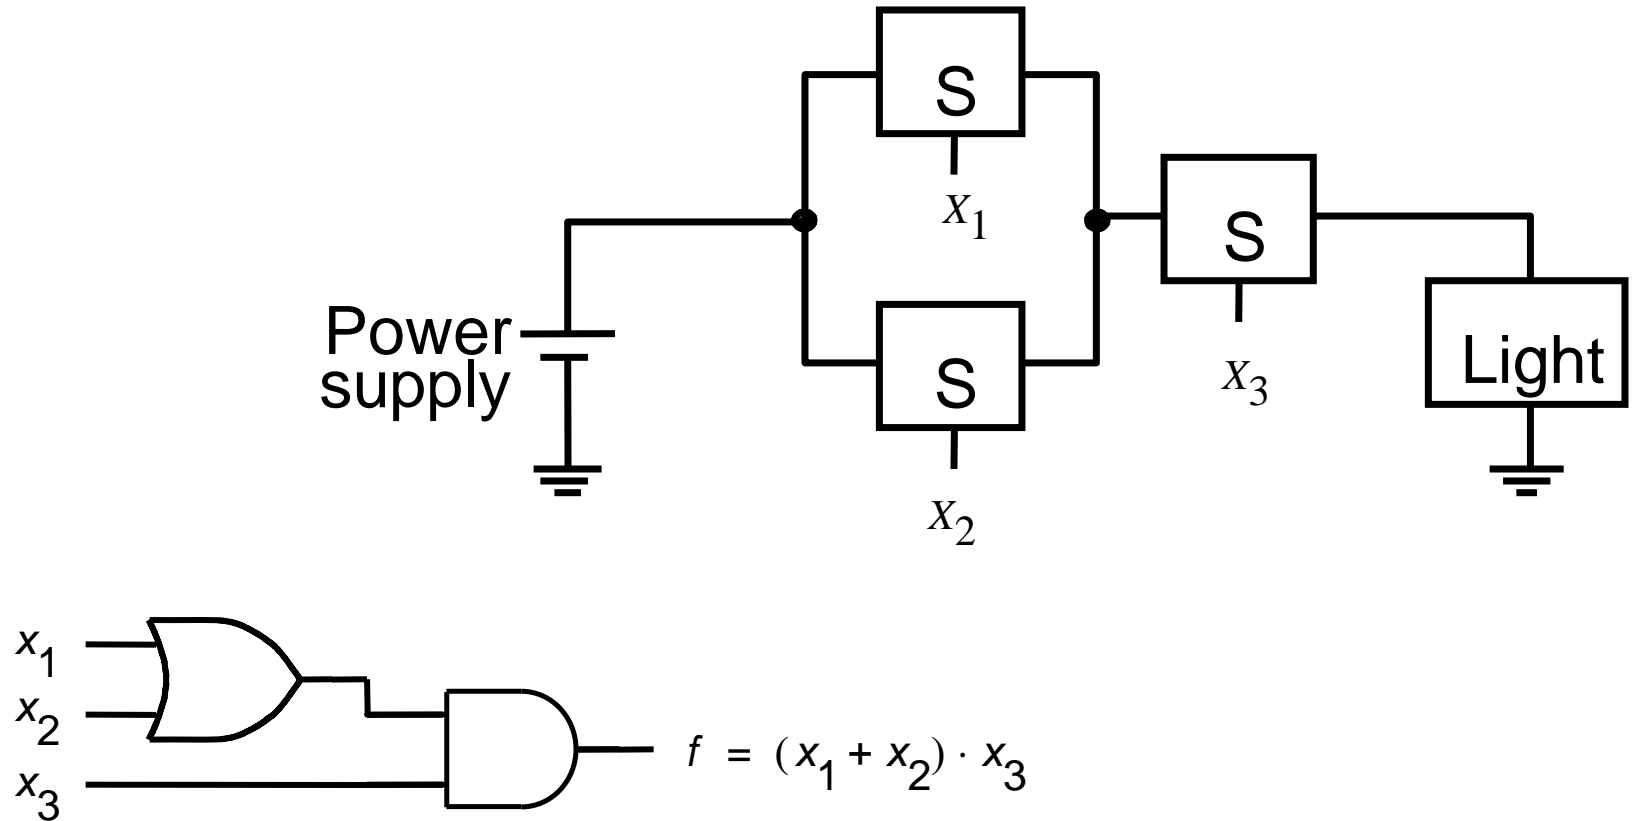 S
X1
S
Power
supply
Light
S
X3
X2
x1
x2
f = (x1 + x2) · x3
x3